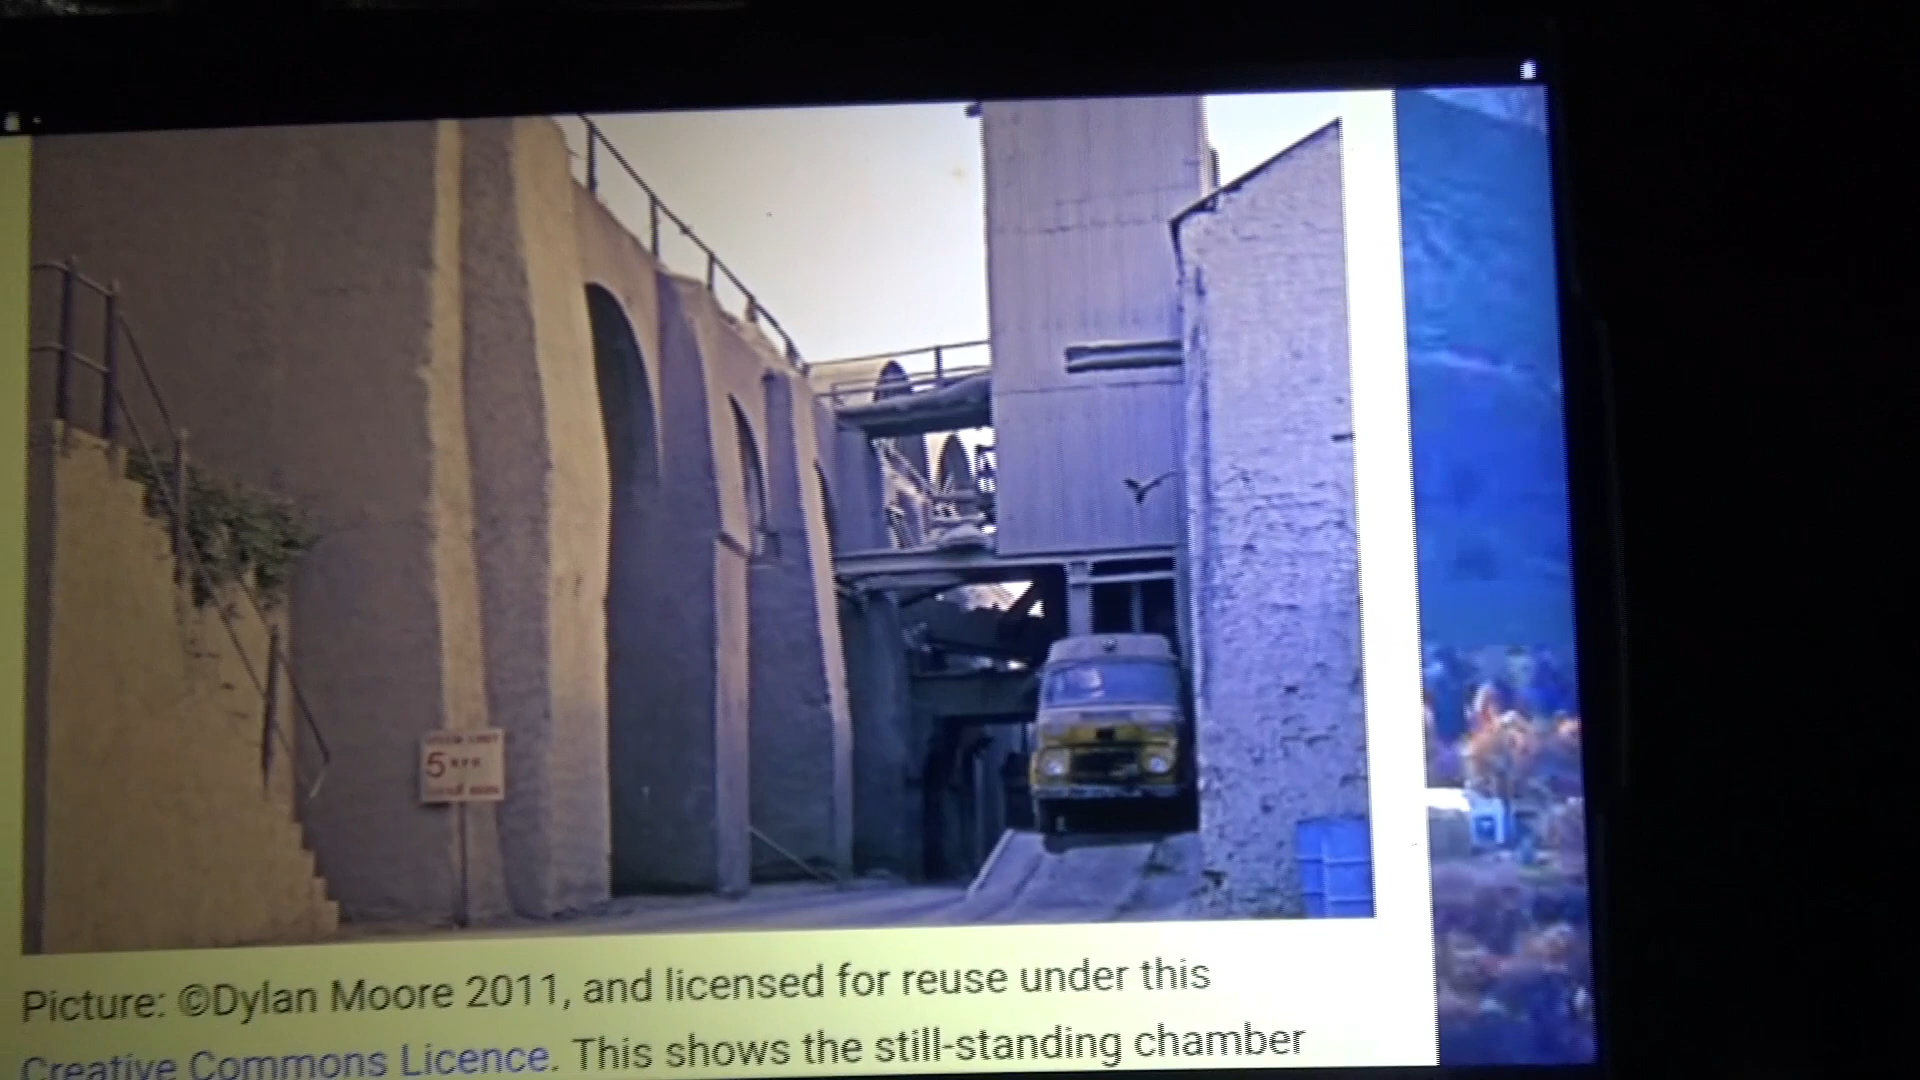 5 M.P.H.
Picture: ©Dylan Moore 2011, and licensed for reuse under this
Creative Commons Licence. This shows the still-standing chamber